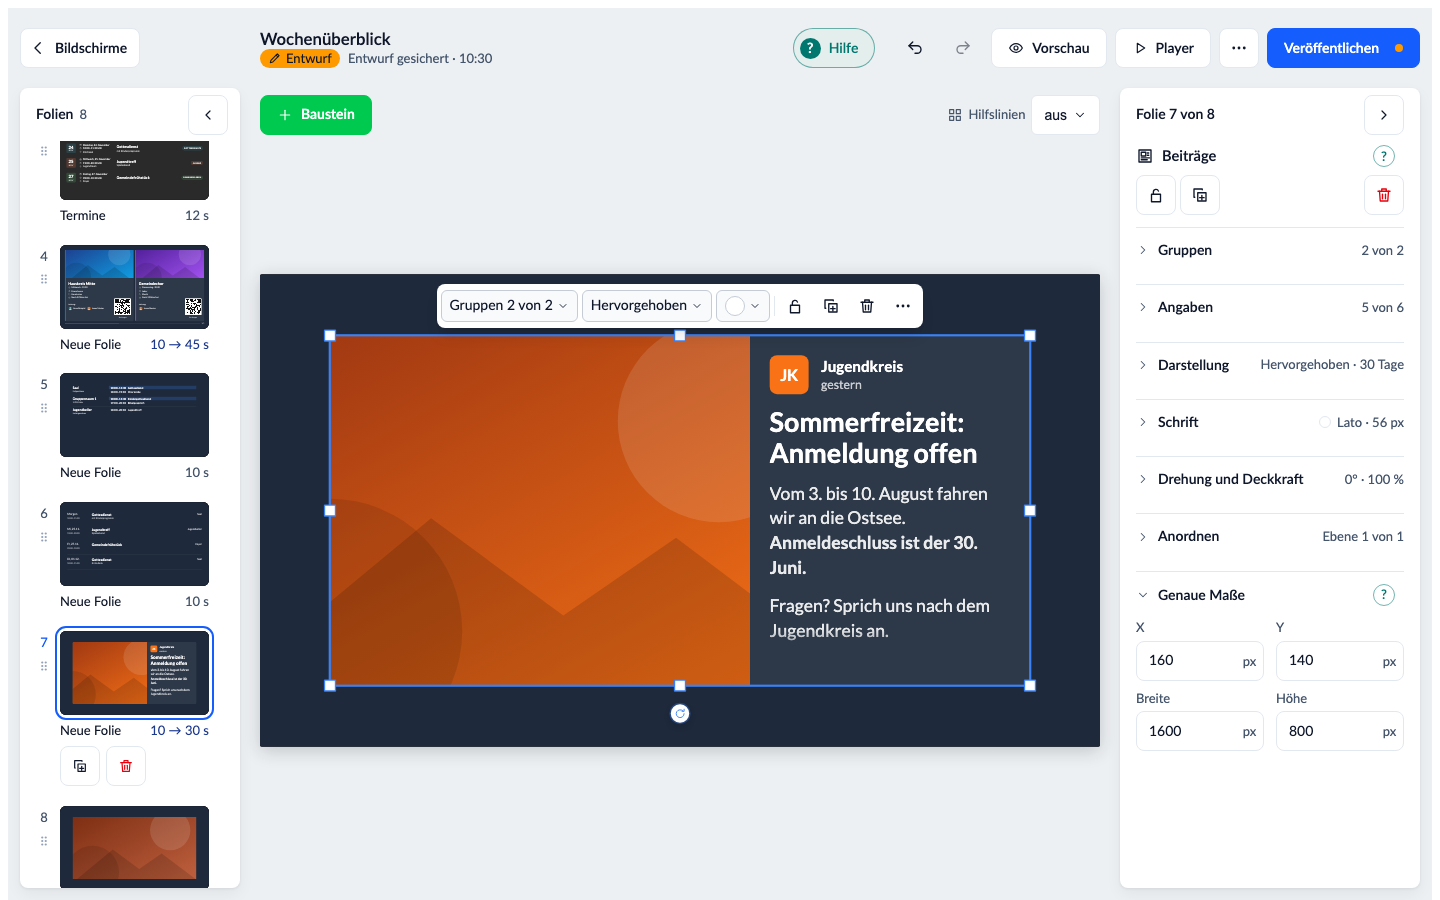 Bildschirme
Wochenüberblick
Entwurf
Entwurf gesichert · 10:30
? Hilfe
Vorschau
Player
Veröffentlichen
Folien 8
Termine 12 s
4
Neue Folie 10 → 45 s
5
Neue Folie 10 s
6
Neue Folie 10 s
7
Sommerfreizeit:
Anmeldung offen
Neue Folie 10 → 30 s
8
Baustein
Hilfslinien aus
Gruppen 2 von 2
Hervorgehoben
JK
Jugendkreis
gestern
Sommerfreizeit:
Anmeldung offen
Vom 3. bis 10. August fahren
wir an die Ostsee.
Anmeldeschluss ist der 30.
Juni.
Fragen? Sprich uns nach dem
Jugendkreis an.
Folie 7 von 8
Beiträge ?
Gruppen 2 von 2
Angaben 5 von 6
Darstellung Hervorgehoben · 30 Tage
Schrift Lato · 56 px
Drehung und Deckkraft 0° · 100 %
Anordnen Ebene 1 von 1
Genaue Maße ?
X Y
160 px 140 px
Breite Höhe
1600 px 800 px